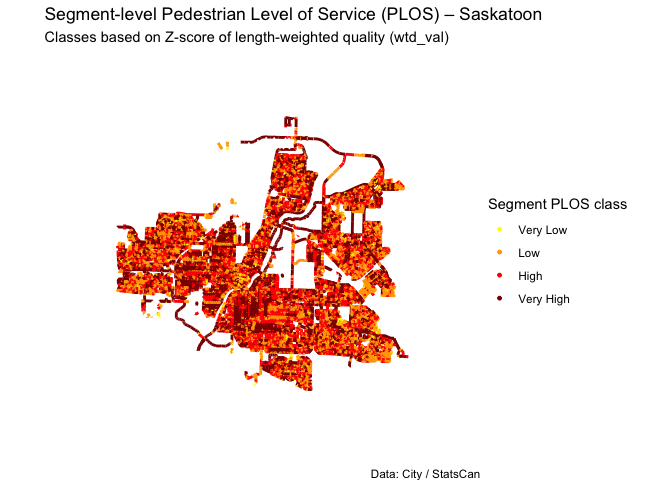 Segment-level Pedestrian Level of Service (PLOS) – Saskatoon
Classes based on Z-score of length-weighted quality (wtd_val)
Segment PLOS class
Very Low
Low
High
Very High
Data: City / StatsCan